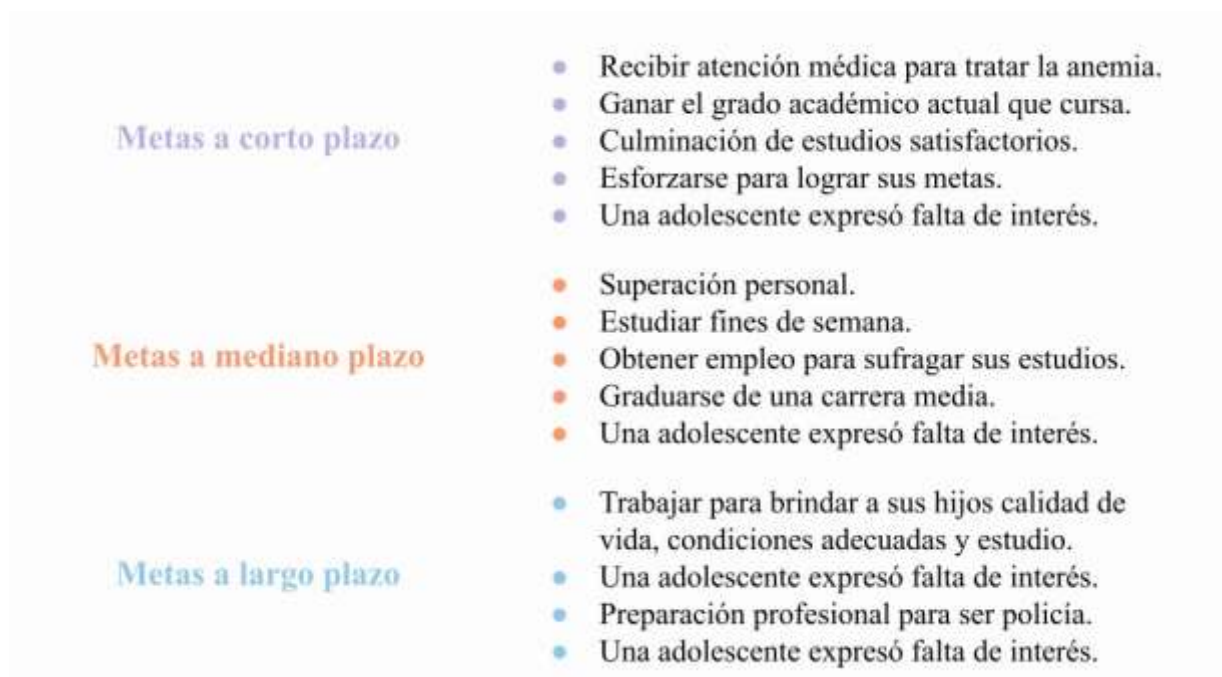 Metas a corto plazo
Recibir atención médica para tratar la anemia.
Ganar el grado académico actual que cursa.
Culminación de estudios satisfactorios.
Esforzarse para lograr sus metas.
Una adolescente expresó falta de interés.
Metas a mediano plazo
Superación personal.
Estudiar fines de semana.
Obtener empleo para sufragar sus estudios.
Graduarse de una carrera media.
Una adolescente expresó falta de interés.
Metas a largo plazo
Trabajar para brindar a sus hijos calidad de
vida, condiciones adecuadas y estudio.
Una adolescente expresó falta de interés.
Preparación profesional para ser policía.
Una adolescente expresó falta de interés.